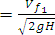 = V_{f1} / √(2gH)